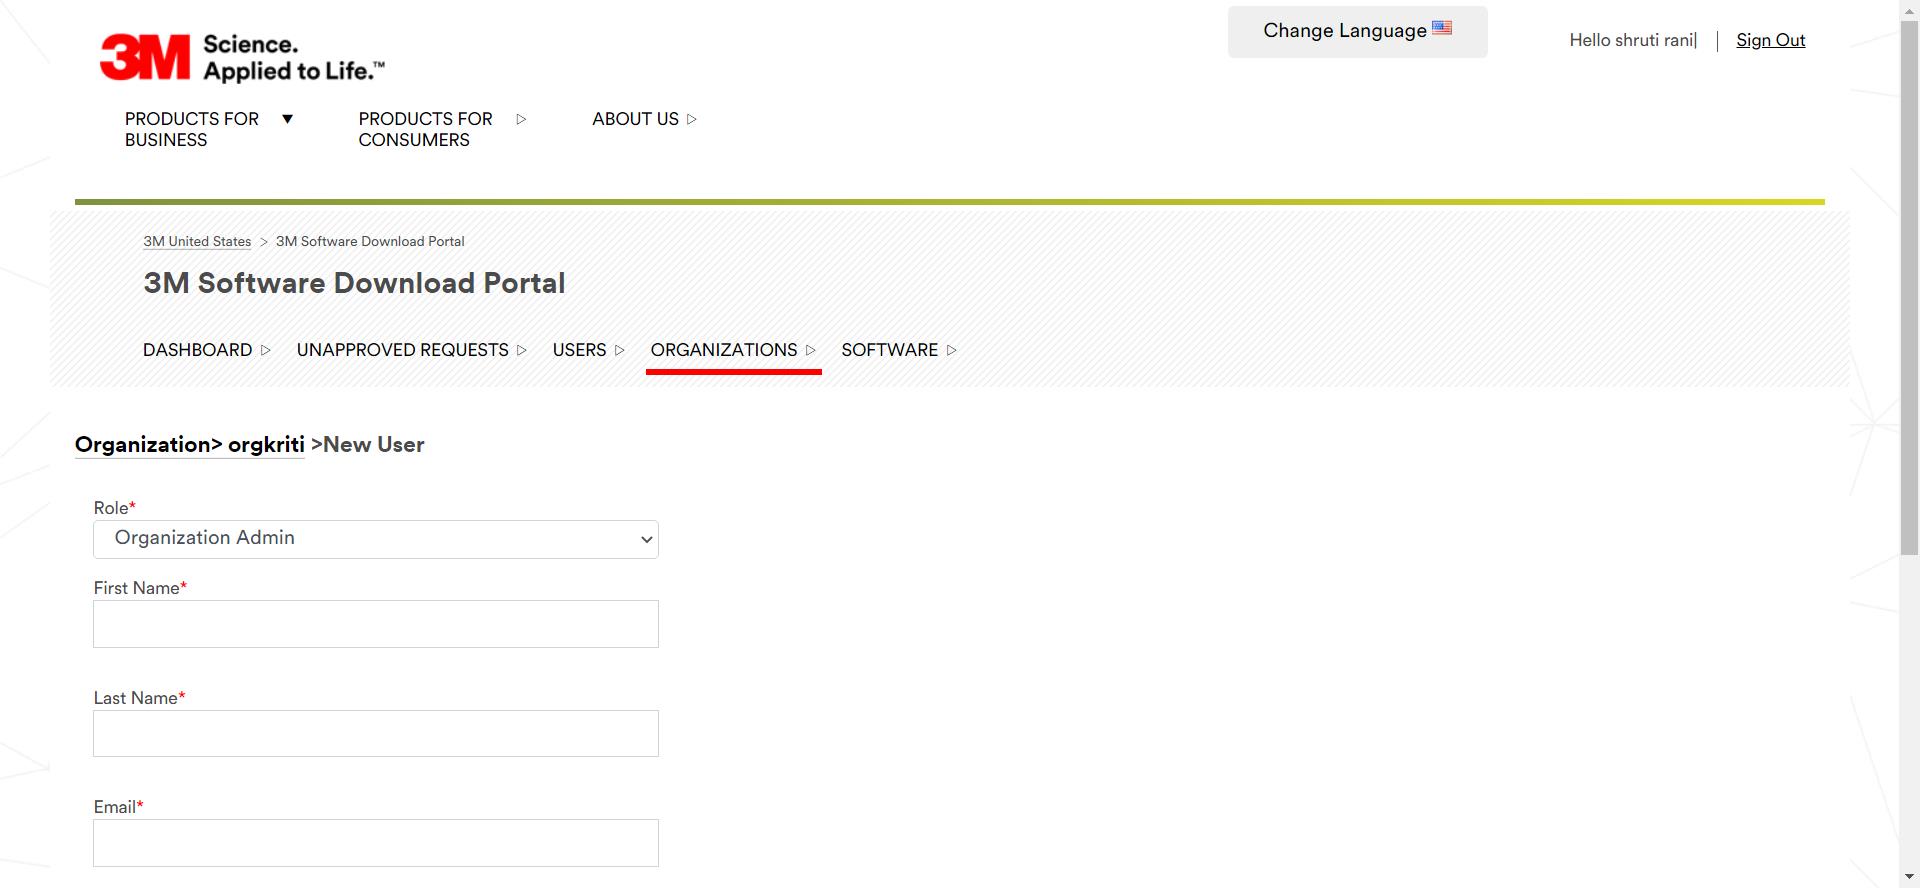 3M Science.
Applied to Life.™
Change Language
Hello shruti rani| | Sign Out
PRODUCTS FOR
BUSINESS
PRODUCTS FOR
CONSUMERS
ABOUT US
3M United States > 3M Software Download Portal
3M Software Download Portal
DASHBOARD UNAPPROVED REQUESTS USERS ORGANIZATIONS SOFTWARE
Organization> orgkriti >New User
Role*
Organization Admin
First Name*
Last Name*
Email*